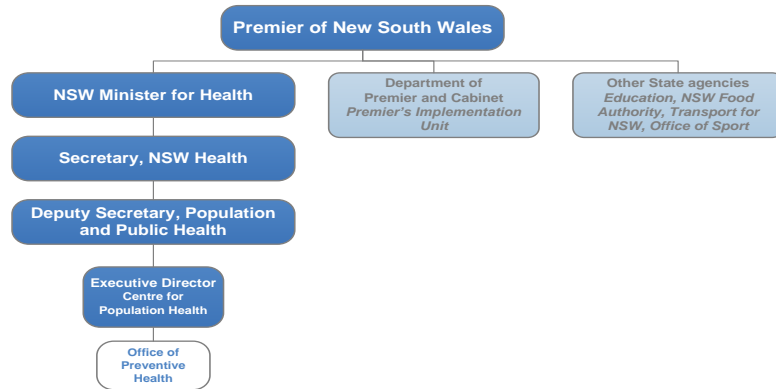 Premier of New South Wales
NSW Minister for Health
Department of
Premier and Cabinet
Premier's Implementation
Unit
Other State agencies
Education, NSW Food
Authority, Transport for
NSW, Office of Sport
Secretary, NSW Health
Deputy Secretary, Population
and Public Health
Executive Director
Centre for
Population Health
Office of
Preventive
Health